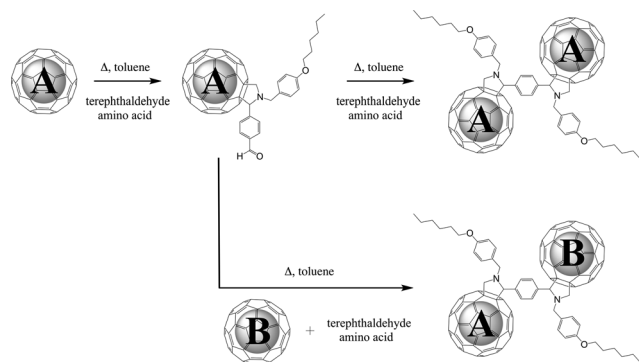 A
Δ, toluene
terephthaldehyde
amino acid
A
O
N
H
O
Δ, toluene
terephthaldehyde
amino acid
O
N
A
A
N
O
Δ, toluene
B
+
terephthaldehyde
amino acid
O
N
B
A
N
O